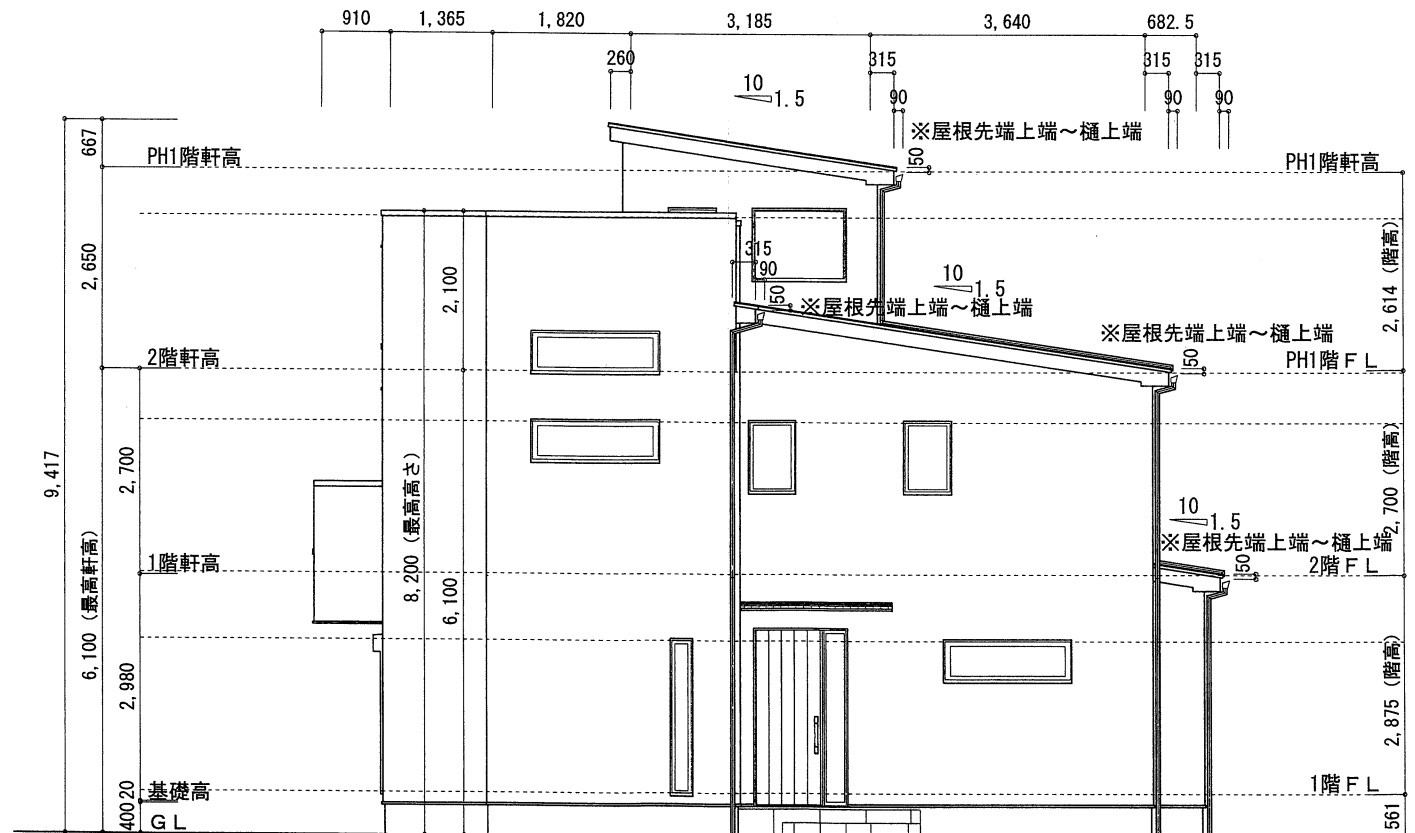 910
1,365
1,820
3,185
3,640
682.5
260
315
315
315
90
90
90
10
1.5
※屋根先端上端～樋上端
50
667
PH1階軒高
PH1階軒高
2,650
2,100
315
90
50
10
1.5
※屋根先端上端～樋上端
2,614 (階高)
※屋根先端上端～樋上端
50
2階軒高
PH1階ＦＬ
9,417
2,700
8,200 (最高高さ)
2,700 (階高)
10
1.5
※屋根先端上端～樋上端
50
1階軒高
2階ＦＬ
6,100 (最高軒高)
6,100
2,980
2,875 (階高)
20
基礎高
1階ＦＬ
400
ＧＬ
561